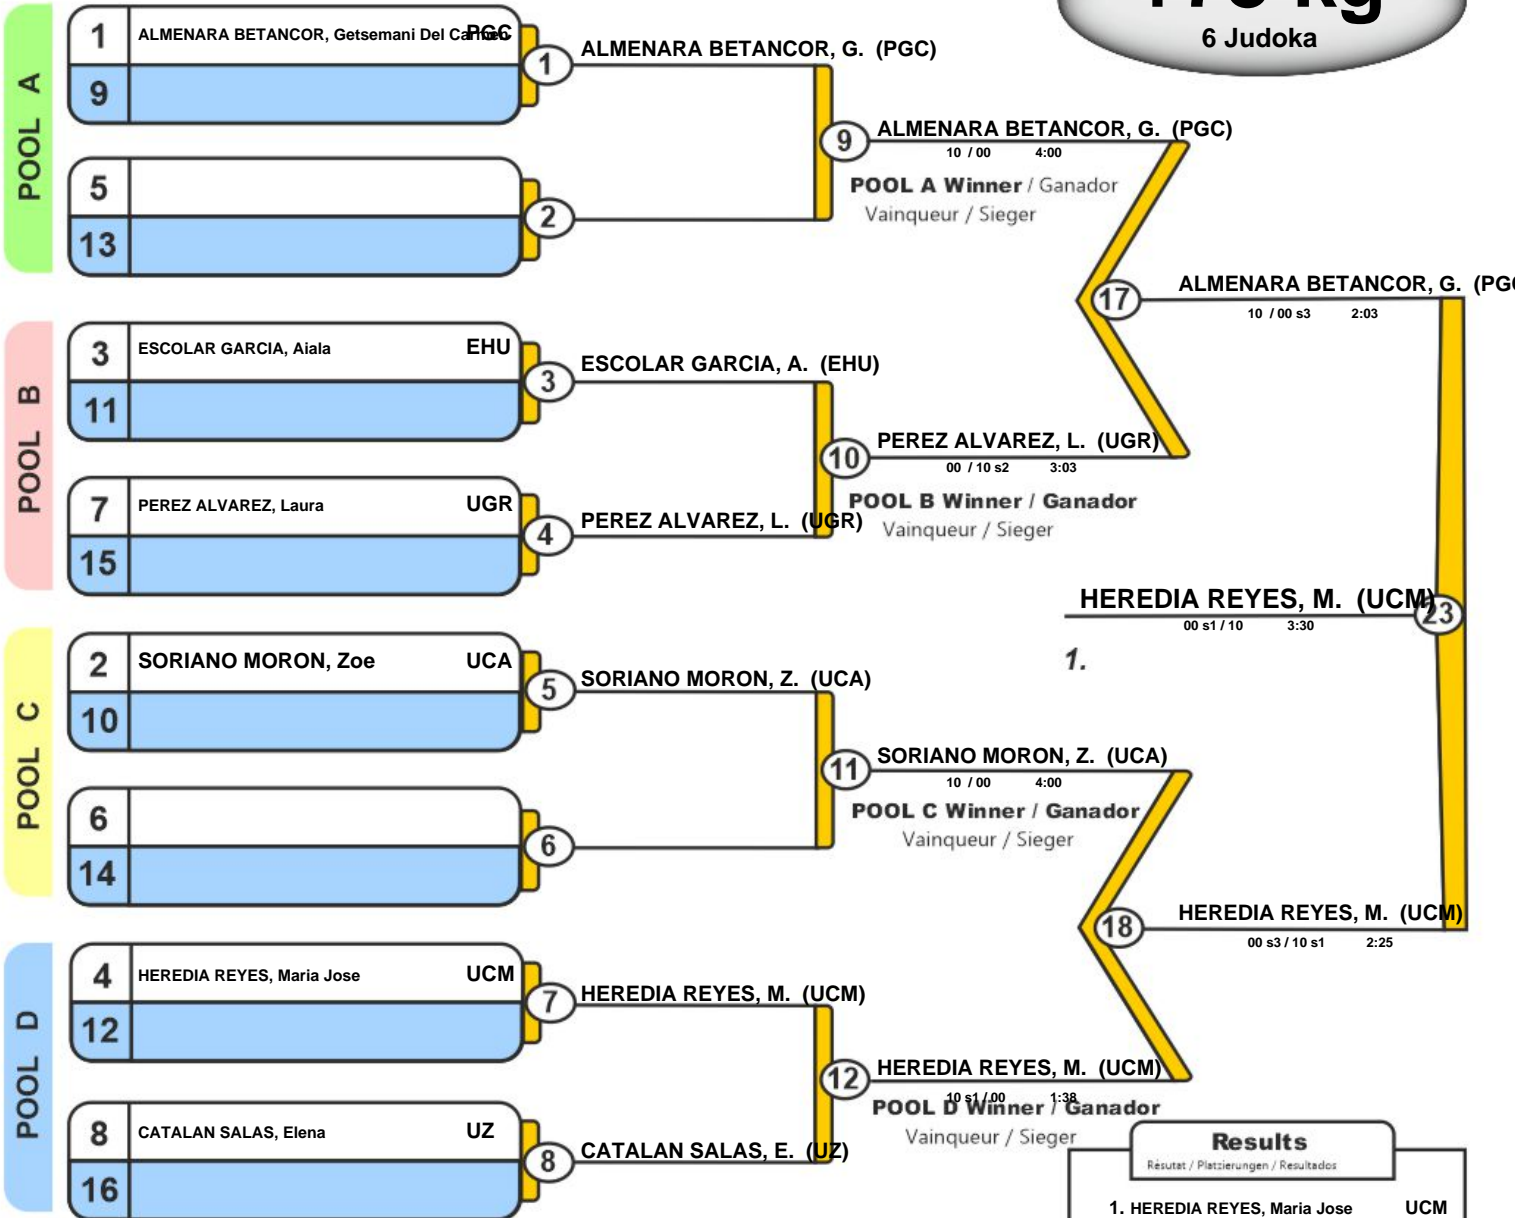 6 Judoka
POOL A
1 ALMENARA BETANCOR, Getsemani Del Carmen PGC
9
5
13
1 ALMENARA BETANCOR, G. (PGC)
2
9 ALMENARA BETANCOR, G. (PGC)
10 / 00 4:00
POOL A Winner / Ganador
Vainqueur / Sieger
17 ALMENARA BETANCOR, G.
10 / 00 s3 2:03
POOL B
3 ESCOLAR GARCIA, Aiala EHU
11
7 PEREZ ALVAREZ, Laura UGR
15
3 ESCOLAR GARCIA, A. (EHU)
4 PEREZ ALVAREZ, L. (UGR)
10 PEREZ ALVAREZ, L. (UGR)
00 / 10 s2 3:03
POOL B Winner / Ganador
Vainqueur / Sieger
HEREDIA REYES, M. (UCM) 23
00 s1 / 10 3:30
1.
POOL C
2 SORIANO MORON, Zoe UCA
10
6
14
5 SORIANO MORON, Z. (UCA)
6
11 SORIANO MORON, Z. (UCA)
10 / 00 4:00
POOL C Winner / Ganador
Vainqueur / Sieger
18 HEREDIA REYES, M. (UCM)
00 s3 / 10 s1 2:25
POOL D
4 HEREDIA REYES, Maria Jose UCM
12
8 CATALAN SALAS, Elena UZ
16
7 HEREDIA REYES, M. (UCM)
8 CATALAN SALAS, E. (UZ)
12 HEREDIA REYES, M. (UCM)
10 s1 / 00 1:38
POOL D Winner / Ganador
Vainqueur / Sieger
Results
Résutat / Platzierungen / Resultados
1. HEREDIA REYES, Maria Jose UCM